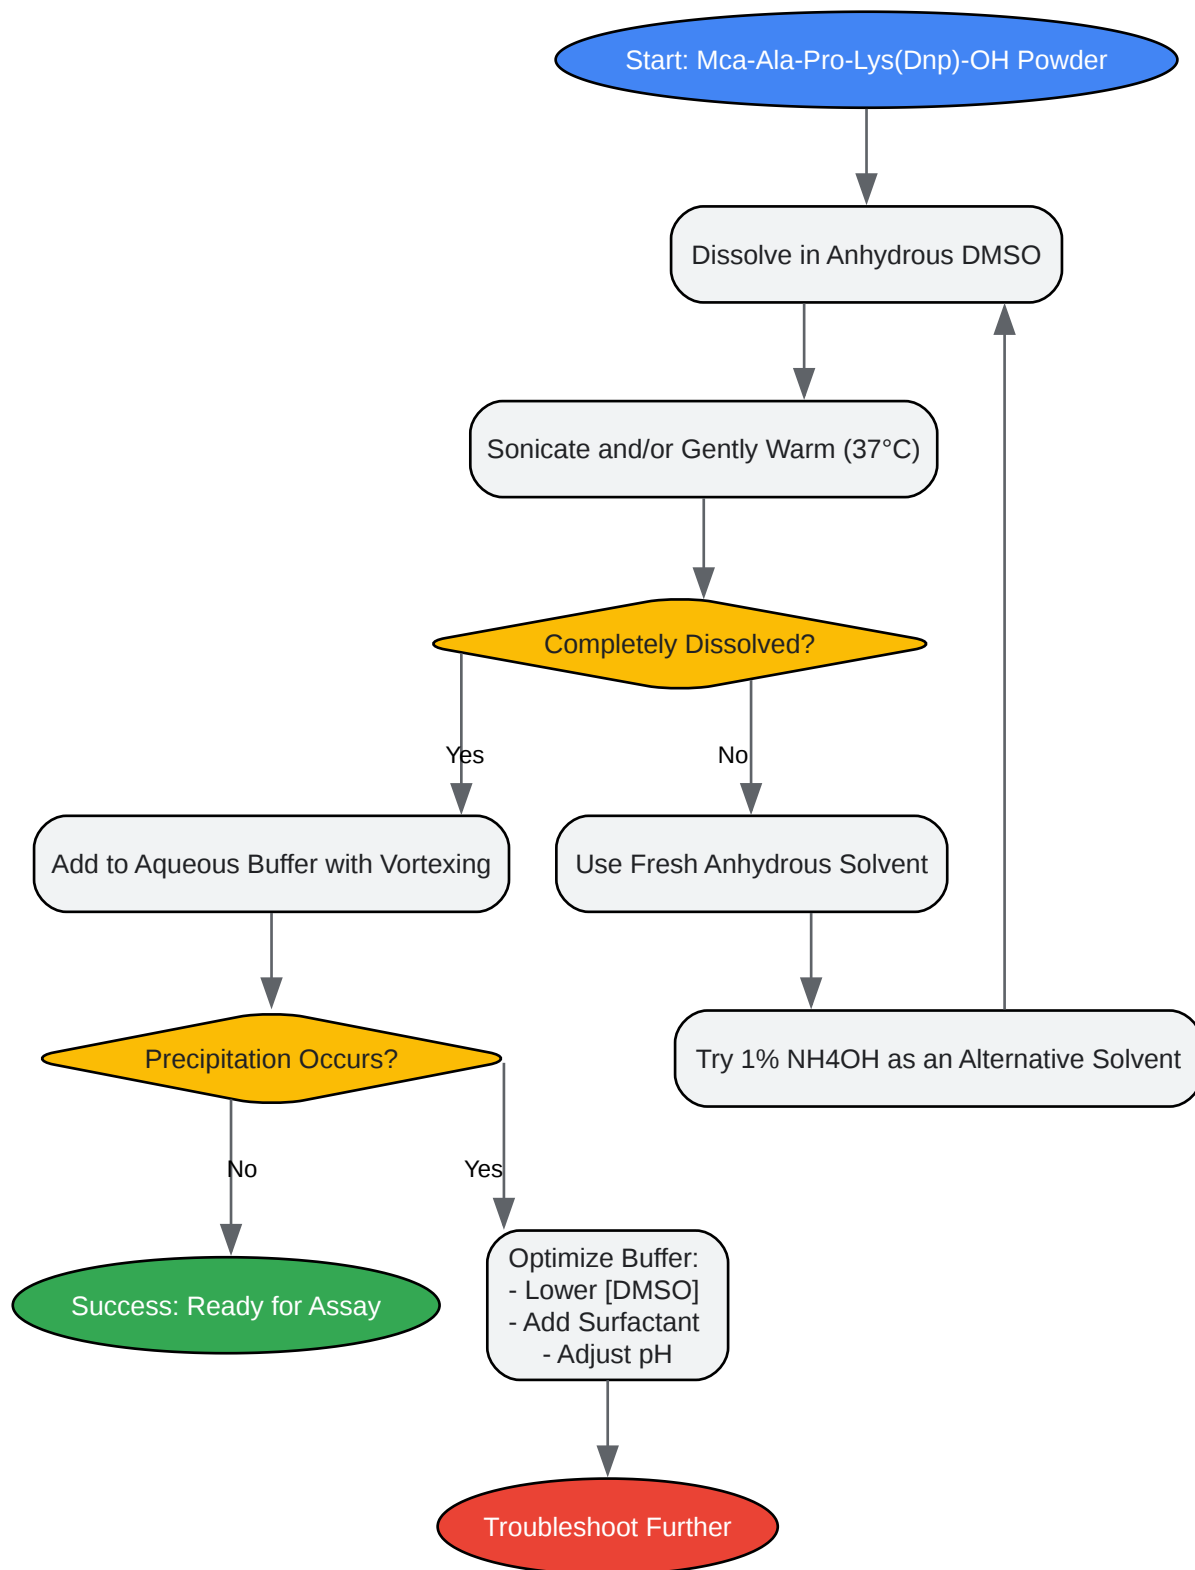 Start: Mca-Ala-Pro-Lys(Dnp)-OH Powder
Dissolve in Anhydrous DMSO
Sonicate and/or Gently Warm (37°C)
Completely Dissolved?
Yes
No
Add to Aqueous Buffer with Vortexing
Use Fresh Anhydrous Solvent
Precipitation Occurs?
Try 1% NH4OH as an Alternative Solvent
No
Yes
Success: Ready for Assay
Optimize Buffer:
- Lower [DMSO]
- Add Surfactant
- Adjust pH
Troubleshoot Further